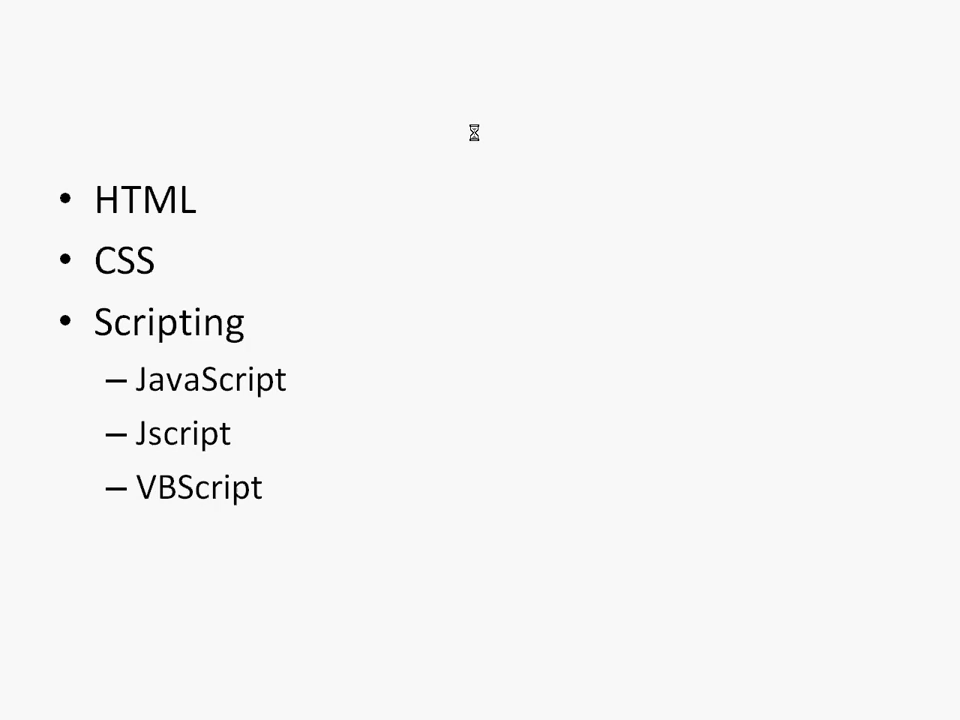 • HTML
• CSS
• Scripting
– JavaScript
– Jscript
– VBScript